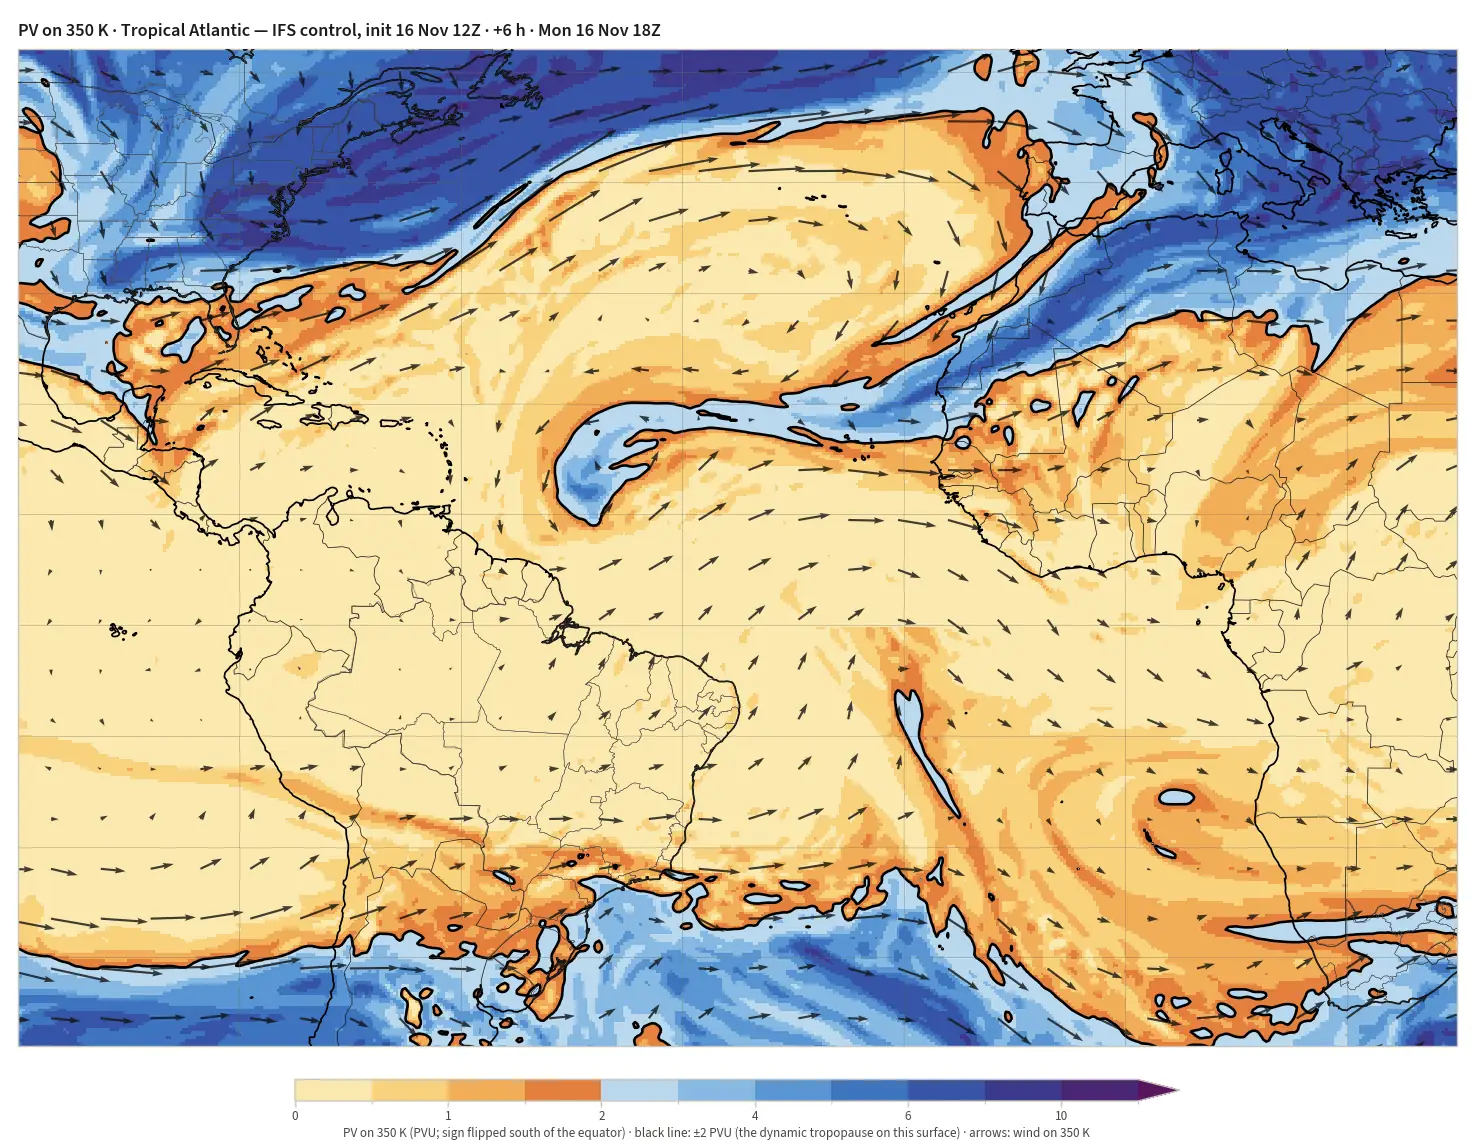 PV on 350 K · Tropical Atlantic — IFS control, init 16 Nov 12Z · +6 h · Mon 16 Nov 18Z
0 1 2 4 6 8 10
PV on 350 K (PVU; sign flipped south of the equator) · black line: ±2 PVU (the dynamic tropopause on this surface) · arrows: wind on 350 K